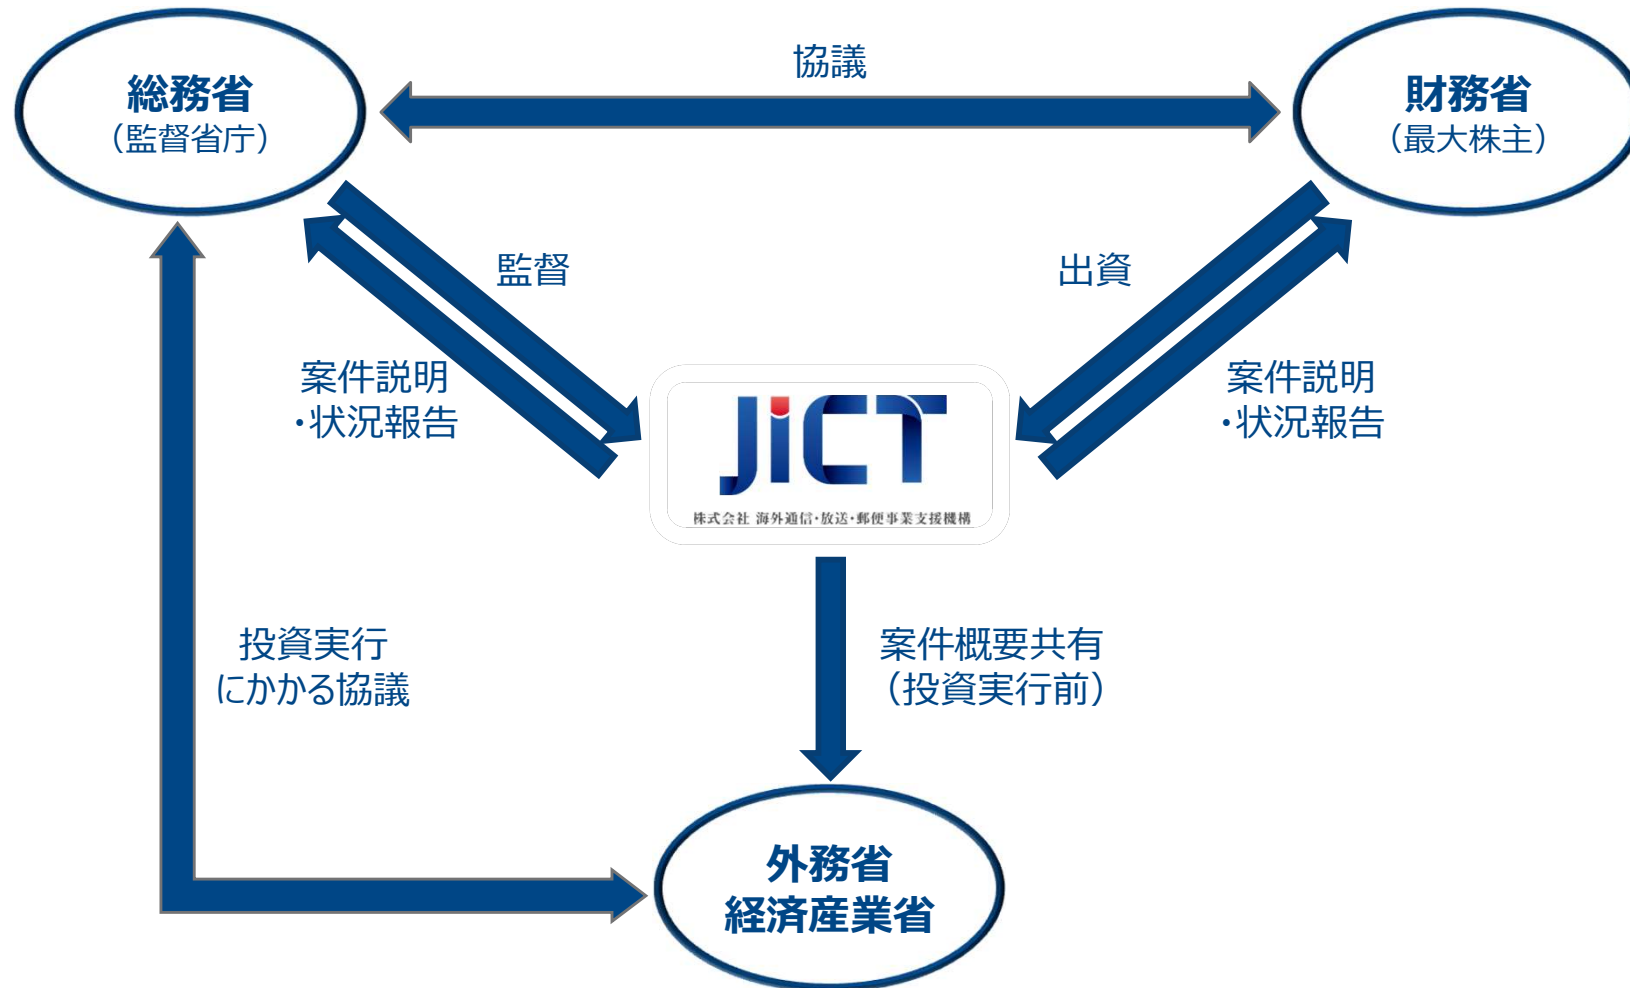 協議
総務省
（監督省庁）
財務省
（最大株主）
監督
出資
案件説明
・状況報告
案件説明
・状況報告
JiCT
株式会社 海外通信・放送・郵便事業支援機構
投資実行
にかかる協議
案件概要共有
（投資実行前）
外務省
経済産業省